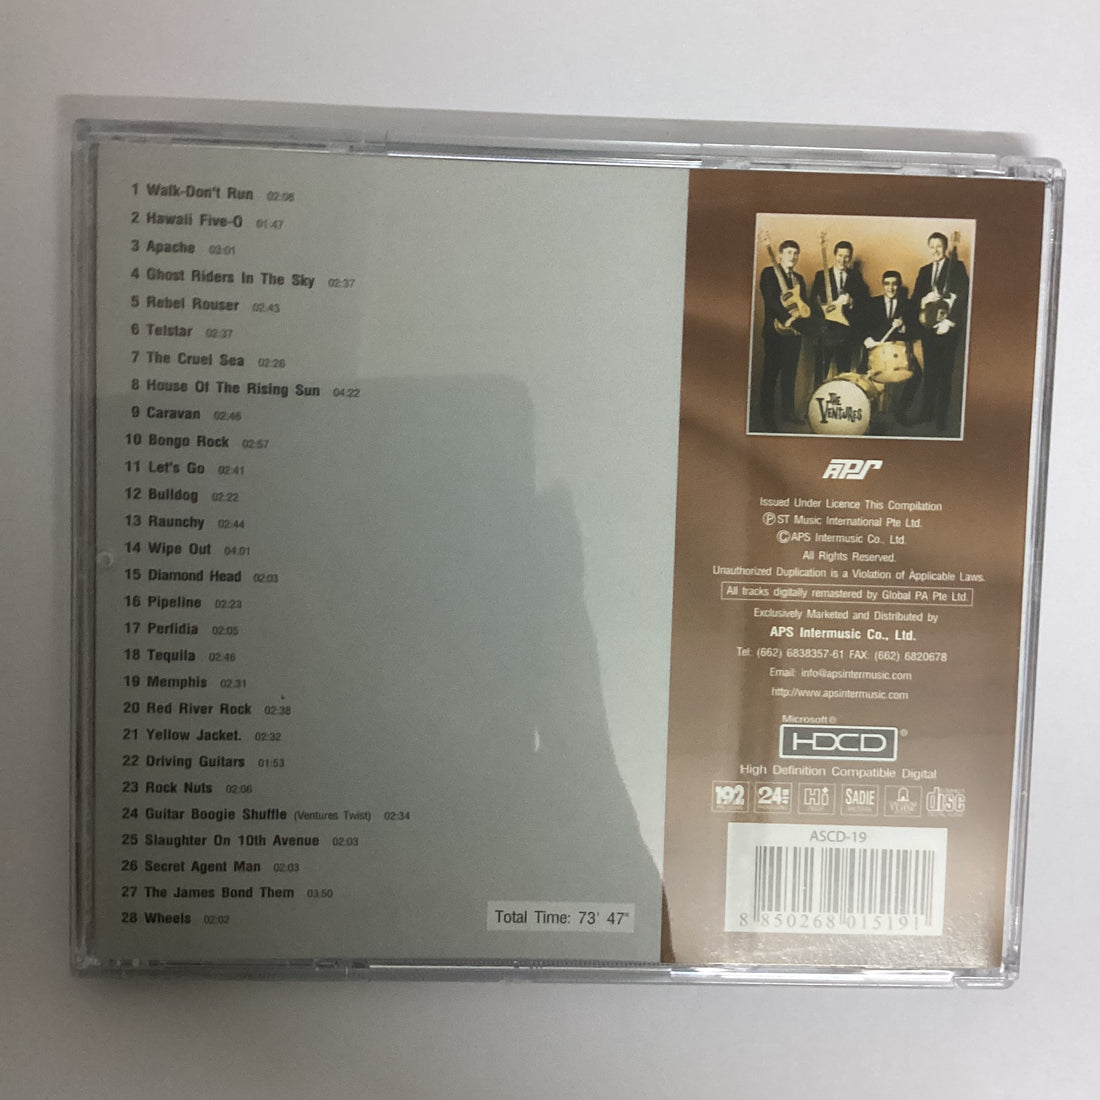 1 Walk-Don't Run 02:06
2 Hawaii Five-O 01:47
3 Apache 03:01
4 Ghost Riders In The Sky 02:37
5 Rebel Rouser 02:43
6 Telstar 02:37
7 The Cruel Sea 02:26
8 House Of The Rising Sun 04:22
9 Caravan 02:46
10 Bongo Rock 02:57
11 Let's Go 02:41
12 Bulldog 02:22
13 Raunchy 02:44
14 Wipe Out 04:01
15 Diamond Head 02:03
16 Pipeline 02:23
17 Perfidia 02:05
18 Tequila 02:46
19 Memphis 02:31
20 Red River Rock 02:38
21 Yellow Jacket. 02:32
22 Driving Guitars 01:53
23 Rock Nuts 02:06
24 Guitar Boogie Shuffle (Ventures Twist) 02:34
25 Slaughter On 10th Avenue 02:03
26 Secret Agent Man 02:03
27 The James Bond Them 03:50
28 Wheels 02:02
Total Time: 73' 47"
THE
VENTURES
APS
Issued Under Licence This Compilation
Ⓟ ST Music International Pte Ltd.
© APS Intermusic Co., Ltd.
All Rights Reserved.
Unauthorized Duplication is a Violation of Applicable Laws.
All tracks digitally remastered by Global PA Pte Ltd.
Exclusively Marketed and Distributed by
APS Intermusic Co., Ltd.
Tel: (662) 6838357-61 FAX: (662) 6820678
Email: info@apsintermusic.com
http://www.apsintermusic.com
Microsoft®
HDCD®
High Definition Compatible Digital
192 24 Hi SADiE disc
ASCD-19
8 850268 015191